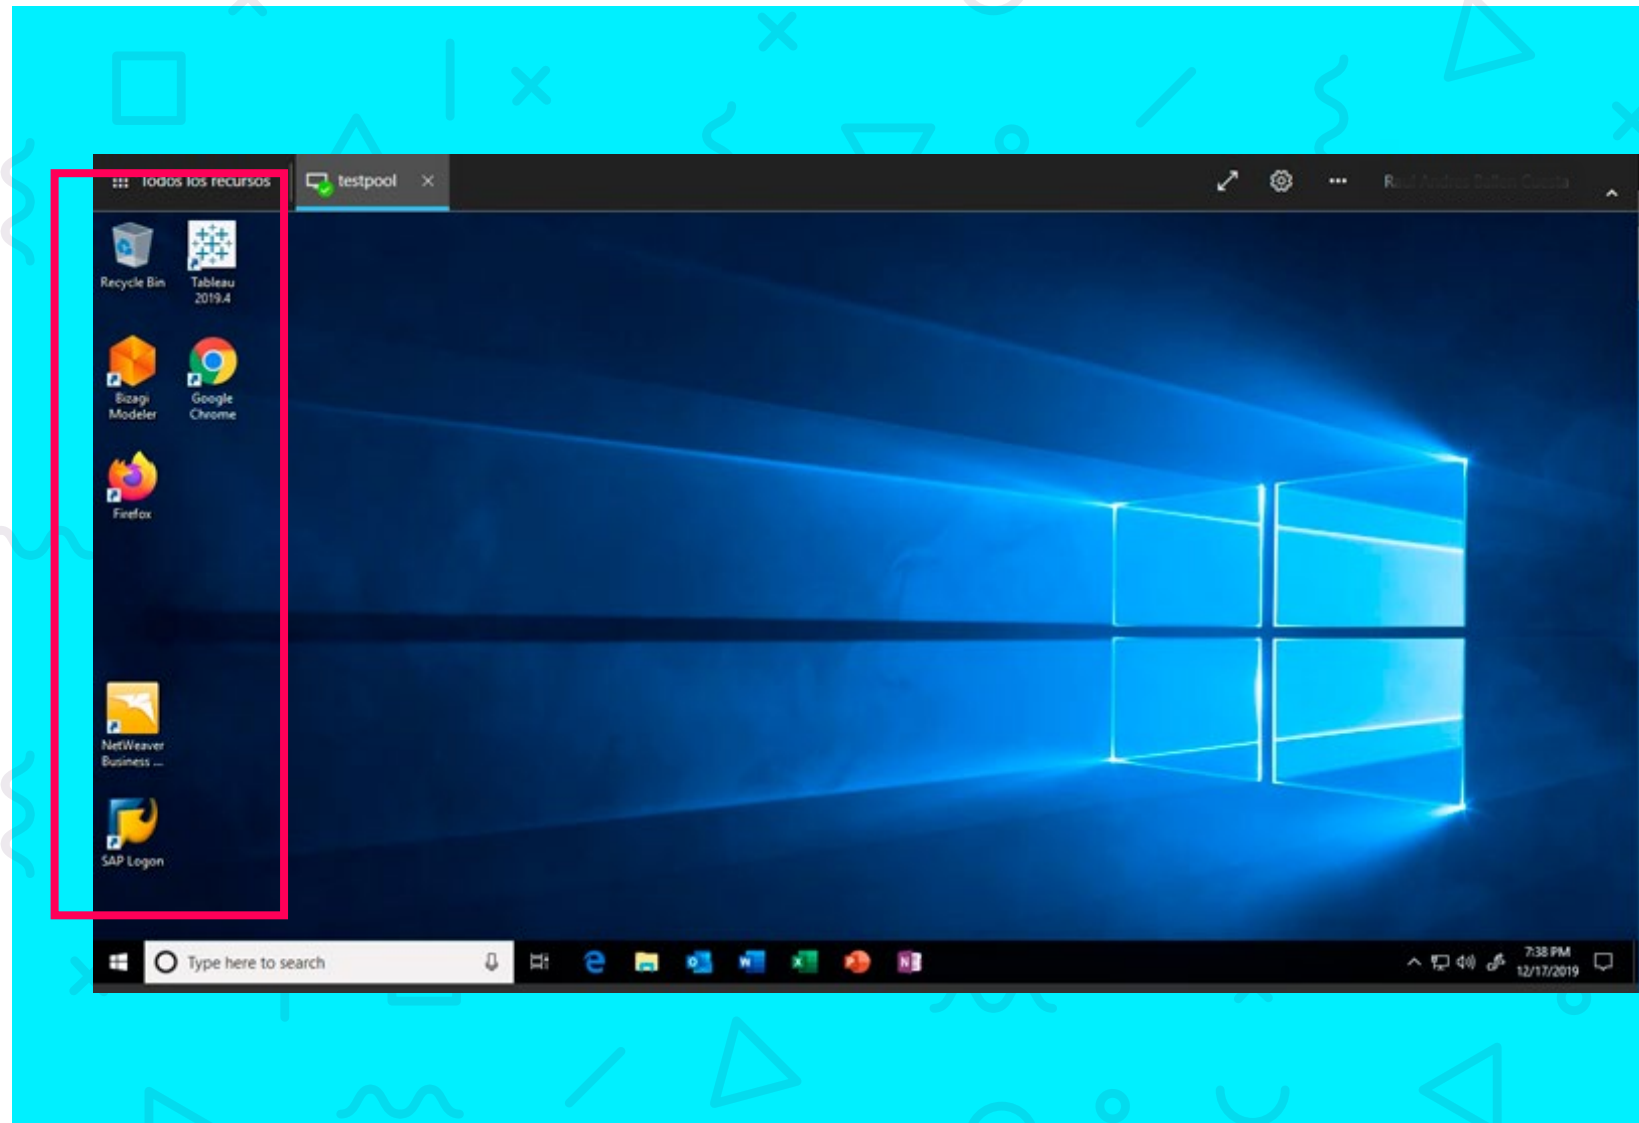 Todos los recursos
testpool
Recycle Bin
Tableau
2019.4
Bizagi
Modeler
Google
Chrome
Firefox
NetWeaver
Business ...
SAP Logon
Type here to search
7:38 PM
12/17/2019